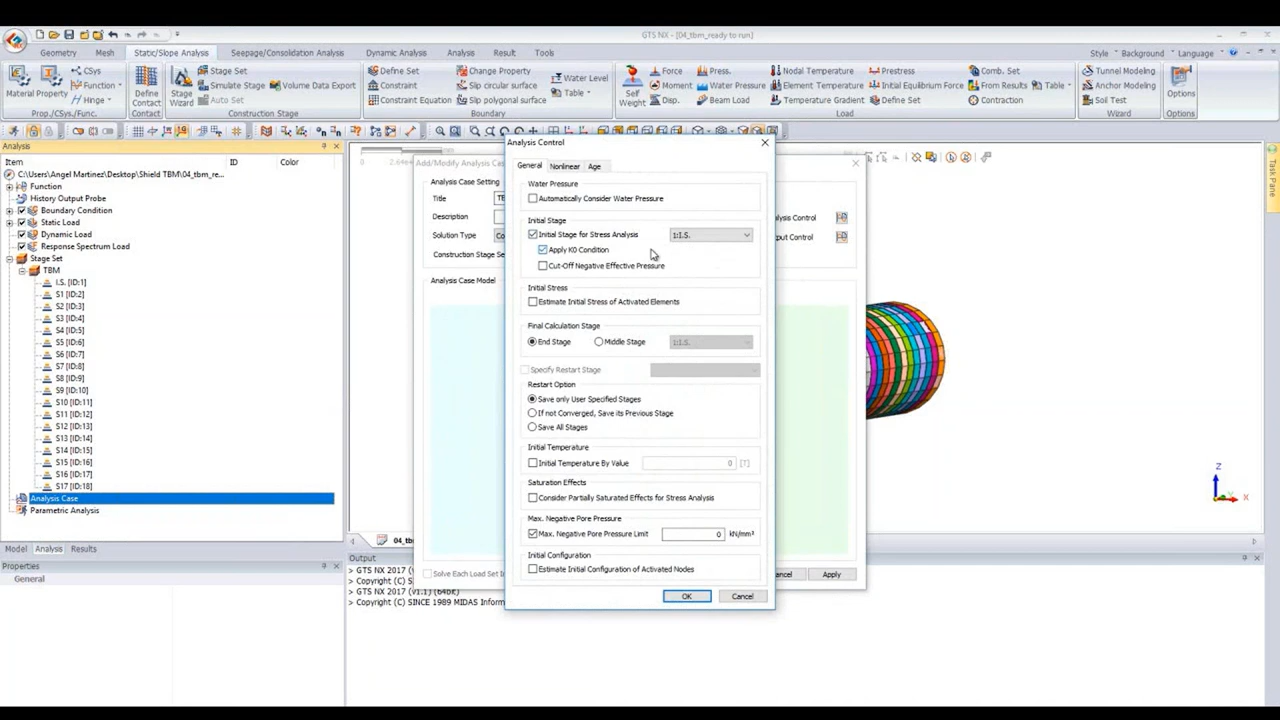 GTS NX - [04_tbm_ready to run]
Geometry Mesh Static/Slope Analysis Seepage/Consolidation Analysis Dynamic Analysis Analysis Result Tools Style Background Language
Material Property CSys Function Hinge
Prop./CSys./Func.
Define Contact
Contact
Stage Wizard Stage Set Simulate Stage Auto Set Volume Data Export
Construction Stage
Define Set Constraint Constraint Equation Change Property Slip circular surface Slip polygonal surface Water Level Table
Boundary
Self Weight Force Moment Disp. Press. Water Pressure Beam Load Nodal Temperature Element Temperature Temperature Gradient Prestress Initial Equilibrium Force Define Set Comb. Set From Results Contraction Table
Load
Tunnel Modeling Anchor Modeling Soil Test
Wizard
Options
Options
Analysis
Item ID Color
C:\Users\Angel Martinez\Desktop\Shield TBM\04_tbm_re...
Function
History Output Probe
Boundary Condition
Static Load
Dynamic Load
Response Spectrum Load
Stage Set
TBM
I.S. [ID:1]
S1 [ID:2]
S2 [ID:3]
S3 [ID:4]
S4 [ID:5]
S5 [ID:6]
S6 [ID:7]
S7 [ID:8]
S8 [ID:9]
S9 [ID:10]
S10 [ID:11]
S11 [ID:12]
S12 [ID:13]
S13 [ID:14]
S14 [ID:15]
S15 [ID:16]
S16 [ID:17]
S17 [ID:18]
Analysis Case
Parametric Analysis
Model Analysis Results
Properties
General
Add/Modify Analysis Cas
Analysis Case Setting
Title TB
Description
Solution Type Co
Construction Stage Se
Analysis Case Model
Solve Each Load Set In
nalysis Control
put Control
ancel Apply
Analysis Control
General Nonlinear Age
Water Pressure
Automatically Consider Water Pressure
Initial Stage
Initial Stage for Stress Analysis 1:I.S.
Apply K0 Condition
Cut-Off Negative Effective Pressure
Initial Stress
Estimate Initial Stress of Activated Elements
Final Calculation Stage
End Stage Middle Stage 1:I.S.
Specify Restart Stage
Restart Option
Save only User Specified Stages
If not Converged, Save its Previous Stage
Save All Stages
Initial Temperature
Initial Temperature By Value 0 [T]
Saturation Effects
Consider Partially Saturated Effects for Stress Analysis
Max. Negative Pore Pressure
Max. Negative Pore Pressure Limit 0 kN/mm²
Initial Configuration
Estimate Initial Configuration of Activated Nodes
OK Cancel
Task Pane
Z
X
04_tb
Output
> GTS NX 2017 (v1.1) (64bit)
> Copyright (C) SINCE 1989 MIDAS Inform